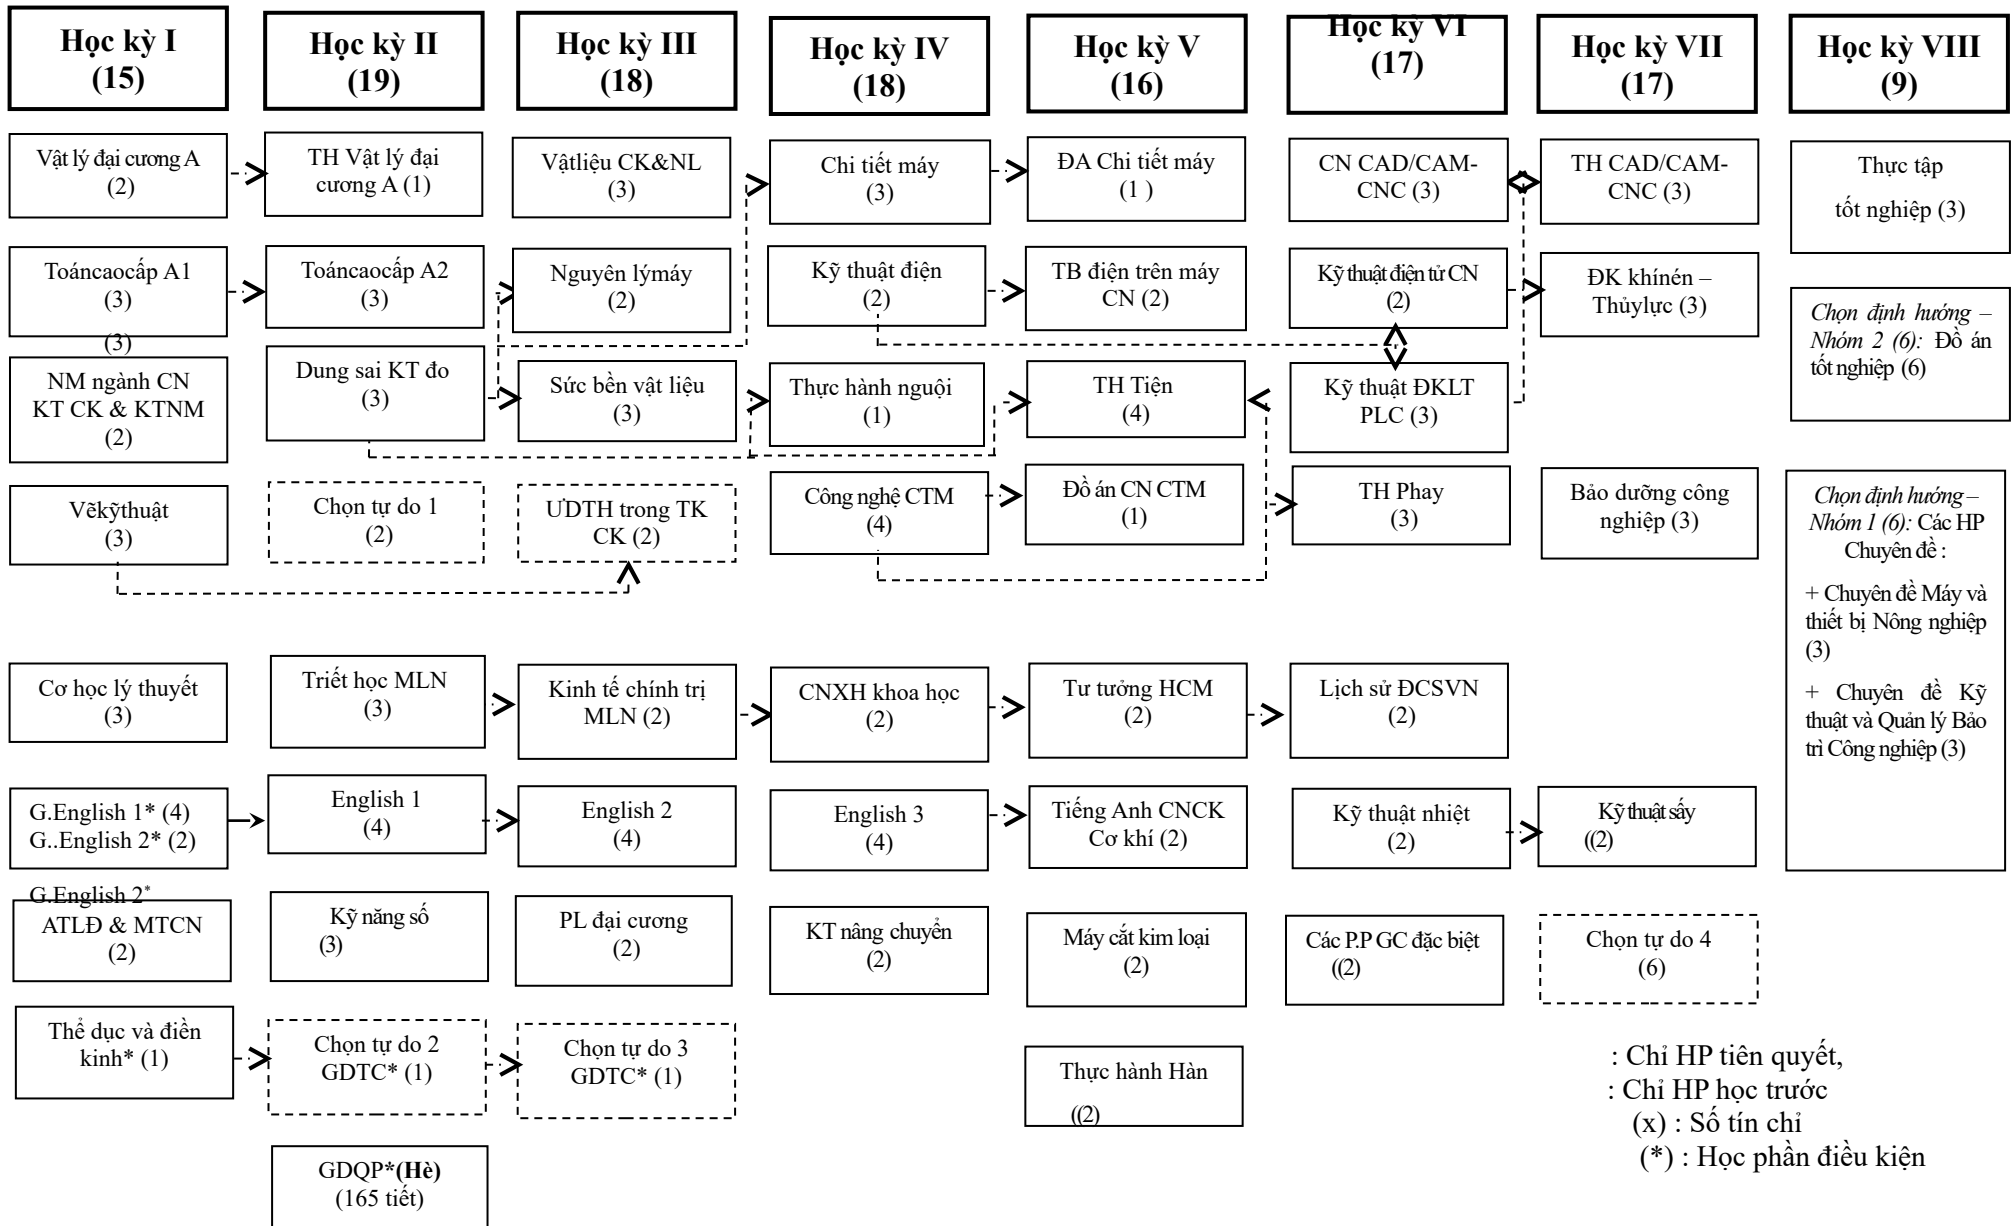 Học kỳ I
(15)
Học kỳ II
(19)
Học kỳ III
(18)
Học kỳ IV
(18)
Học kỳ V
(16)
Học kỳ VI
(17)
Học kỳ VII
(17)
Học kỳ VIII
(9)
Vật lý đại cương A
(2)
TH Vật lý đại
cương A (1)
Vậtliệu CK&NL
(3)
Chi tiết máy
(3)
ĐA Chi tiết máy
(1 )
CN CAD/CAM-
CNC (3)
TH CAD/CAM-
CNC (3)
Thực tập
tốt nghiệp (3)
Toáncaocấp A1
(3)
(3)
Toáncaocấp A2
(3)
Nguyên lýmáy
(2)
Kỹ thuật điện
(2)
TB điện trên máy
CN (2)
Kỹ thuật điện tử CN
(2)
ĐK khínén –
Thủylực (3)
Chọn định hướng –
Nhóm 2 (6): Đồ án
tốt nghiệp (6)
NM ngành CN
KT CK & KTNM
(2)
Dung sai KT đo
(3)
Sức bền vật liệu
(3)
Thực hành nguội
(1)
TH Tiện
(4)
Kỹ thuật ĐKLT
PLC (3)
Vẽkỹthuật
(3)
Chọn tự do 1
(2)
ƯDTH trong TK
CK (2)
Công nghệ CTM
(4)
Đồ án CN CTM
(1)
TH Phay
(3)
Bảo dưỡng công
nghiệp (3)
Chọn định hướng –
Nhóm 1 (6): Các HP
Chuyên đề :
+ Chuyên đề Máy và
thiết bị Nông nghiệp
(3)
+ Chuyên đề Kỹ
thuật và Quản lý Bảo
trì Công nghiệp (3)
Cơ học lý thuyết
(3)
Triết học MLN
(3)
Kinh tế chính trị
MLN (2)
CNXH khoa học
(2)
Tư tưởng HCM
(2)
Lịch sử ĐCSVN
(2)
G.English 1* (4)
G..English 2* (2)
G.English 2*
English 1
(4)
English 2
(4)
English 3
(4)
Tiếng Anh CNCK
Cơ khí (2)
Kỹ thuật nhiệt
(2)
Kỹ thuật sấy
((2)
ATLĐ & MTCN
(2)
Kỹ năng số
(3)
PL đại cương
(2)
KT nâng chuyển
(2)
Máy cắt kim loại
(2)
Các P.P GC đặc biệt
((2)
Chọn tự do 4
(6)
Thể dục và điền
kinh* (1)
Chọn tự do 2
GDTC* (1)
Chọn tự do 3
GDTC* (1)
Thực hành Hàn
((2)
GDQP*(Hè)
(165 tiết)
: Chỉ HP tiên quyết,
: Chỉ HP học trước
(x) : Số tín chỉ
(*) : Học phần điều kiện